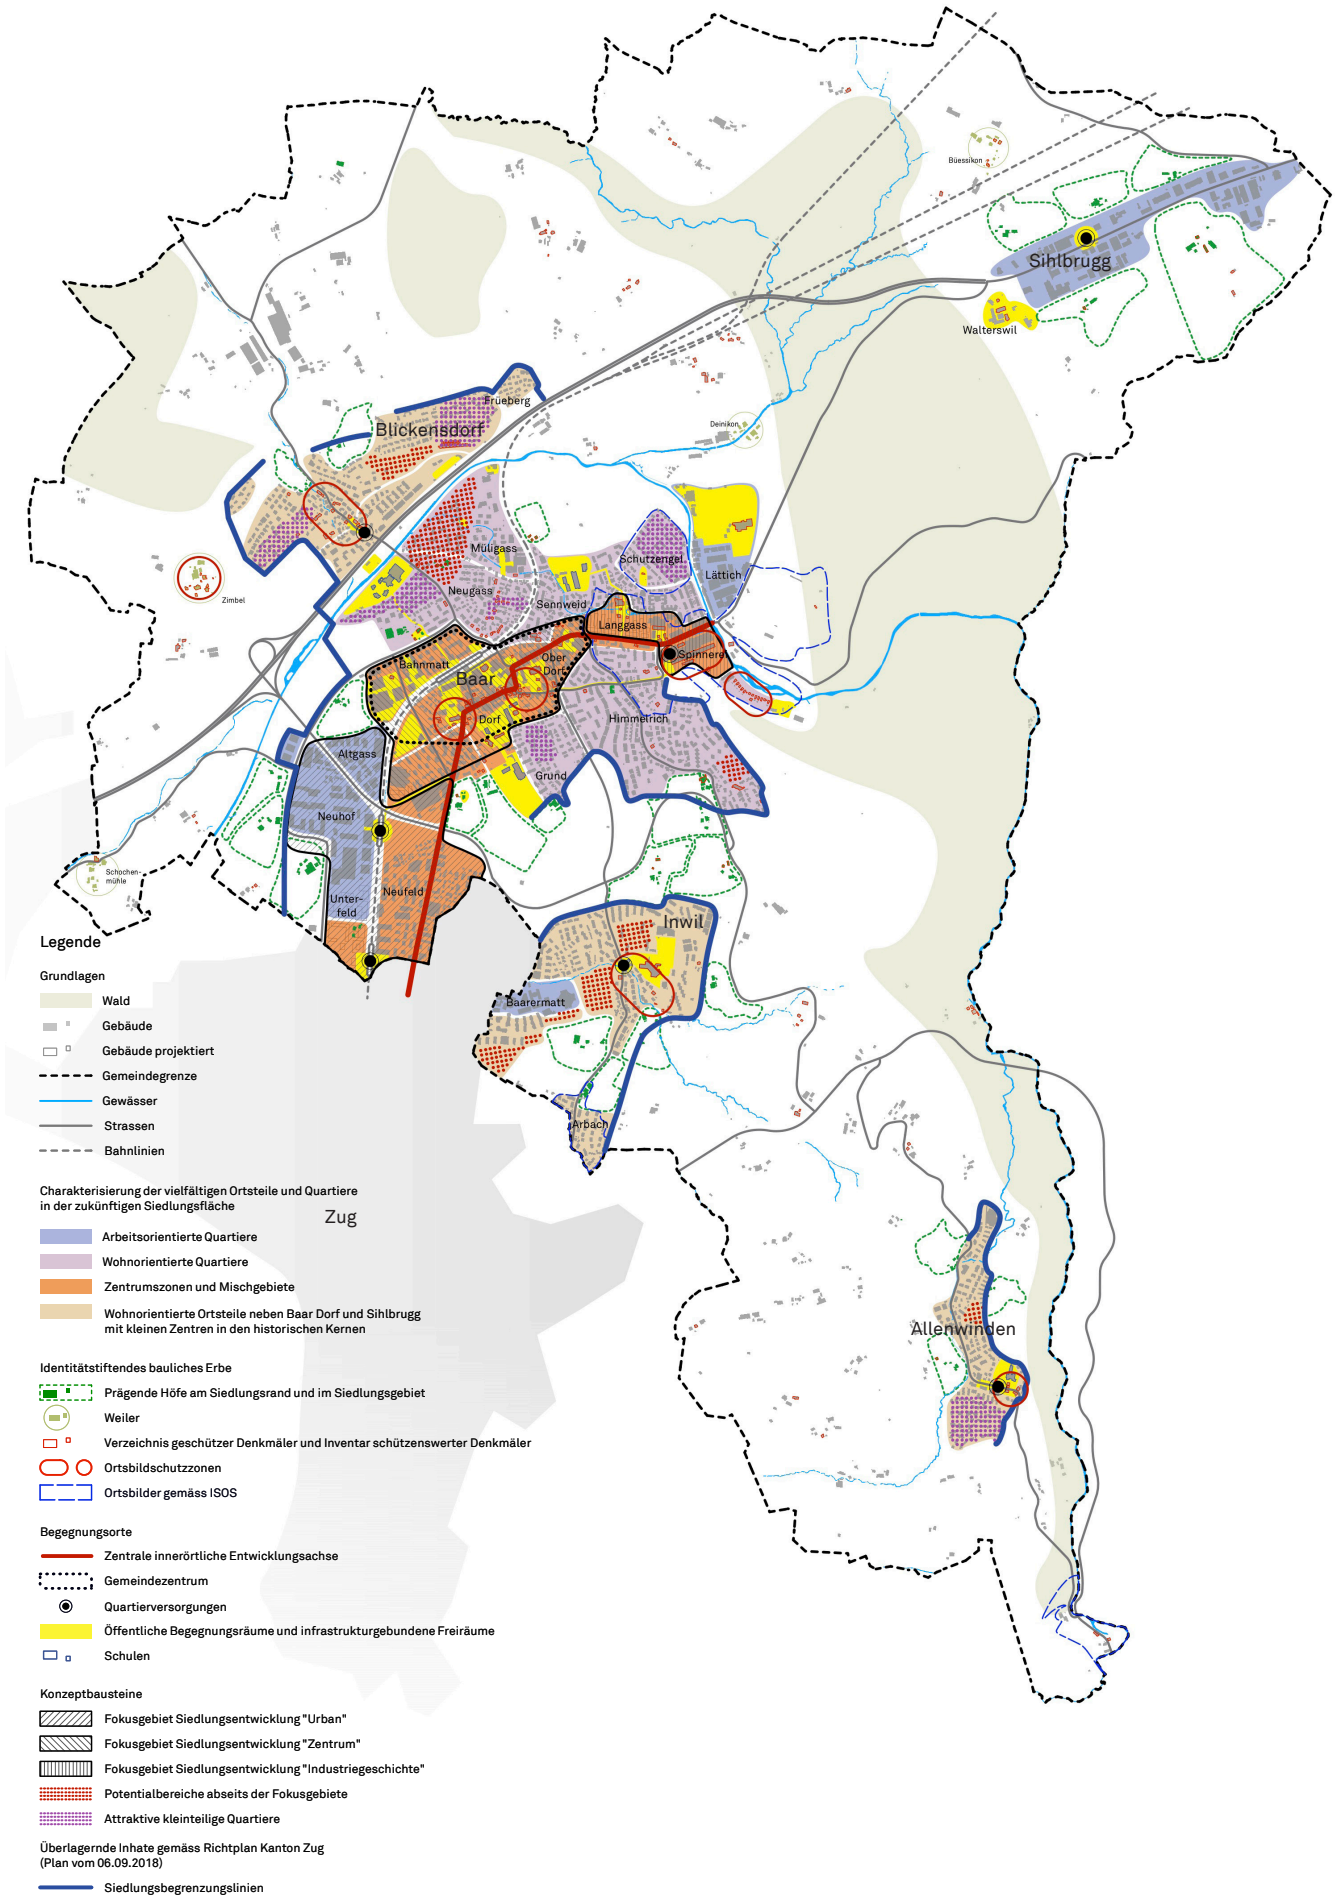 Büessikon
Sihlbrugg
Walterswil
Früeberg
Blickensdorf
Deinikon
Müligass
Schutzengel
Lättich
Neugass
Sennweid
Zimbel
Langgass
Spinnerei
Bahnmatt
Ober
Dorf
Baar
Dorf
Himmelrich
Altgass
Grund
Neuhof
Schochen-
mühle
Unter-
feld
Neufeld
Inwil
Baarermatt
Arbach
Zug
Allenwinden
Legende
Grundlagen
Wald
Gebäude
Gebäude projektiert
Gemeindegrenze
Gewässer
Strassen
Bahnlinien
Charakterisierung der vielfältigen Ortsteile und Quartiere
in der zukünftigen Siedlungsfläche
Arbeitsorientierte Quartiere
Wohnorientierte Quartiere
Zentrumszonen und Mischgebiete
Wohnorientierte Ortsteile neben Baar Dorf und Sihlbrugg
mit kleinen Zentren in den historischen Kernen
Identitätstiftendes bauliches Erbe
Prägende Höfe am Siedlungsrand und im Siedlungsgebiet
Weiler
Verzeichnis geschützer Denkmäler und Inventar schützenswerter Denkmäler
Ortsbildschutzzonen
Ortsbilder gemäss ISOS
Begegnungsorte
Zentrale innerörtliche Entwicklungsachse
Gemeindezentrum
Quartierversorgungen
Öffentliche Begegnungsräume und infrastrukturgebundene Freiräume
Schulen
Konzeptbausteine
Fokusgebiet Siedlungsentwicklung "Urban"
Fokusgebiet Siedlungsentwicklung "Zentrum"
Fokusgebiet Siedlungsentwicklung "Industriegeschichte"
Potentialbereiche abseits der Fokusgebiete
Attraktive kleinteilige Quartiere
Überlagernde Inhate gemäss Richtplan Kanton Zug
(Plan vom 06.09.2018)
Siedlungsbegrenzungslinien